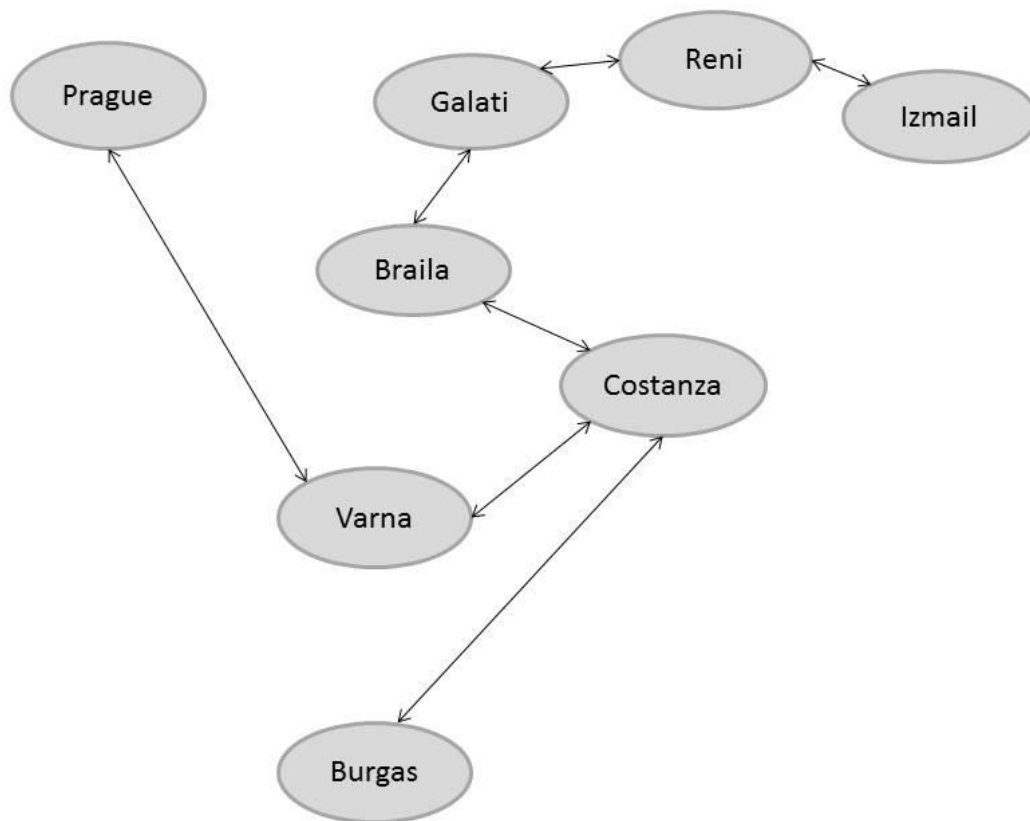 Reni
Prague
Galati
Izmail
Braila
Costanza
Varna
Burgas